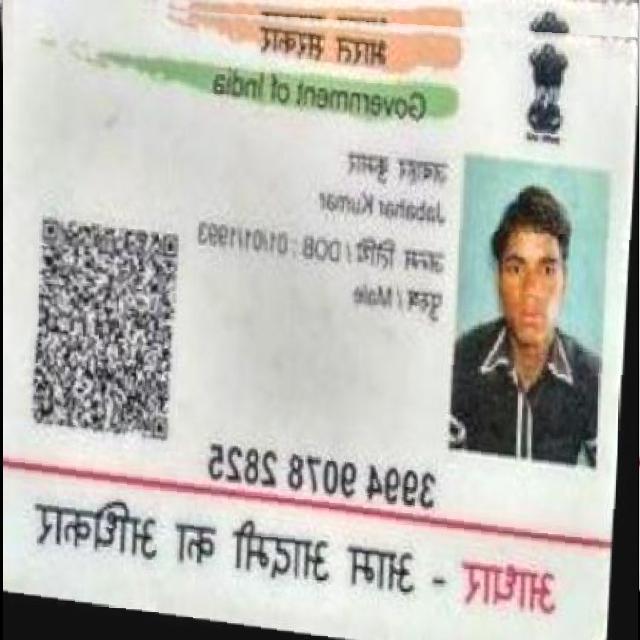 भारत सरकार
Government of India
जबाहर कुमार
Jabahar Kumar
जन्म तिथि / DOB : 01/01/1993
पुरुष / Male
3994 9078 2825
आधार - आम आदमी का अधिकार